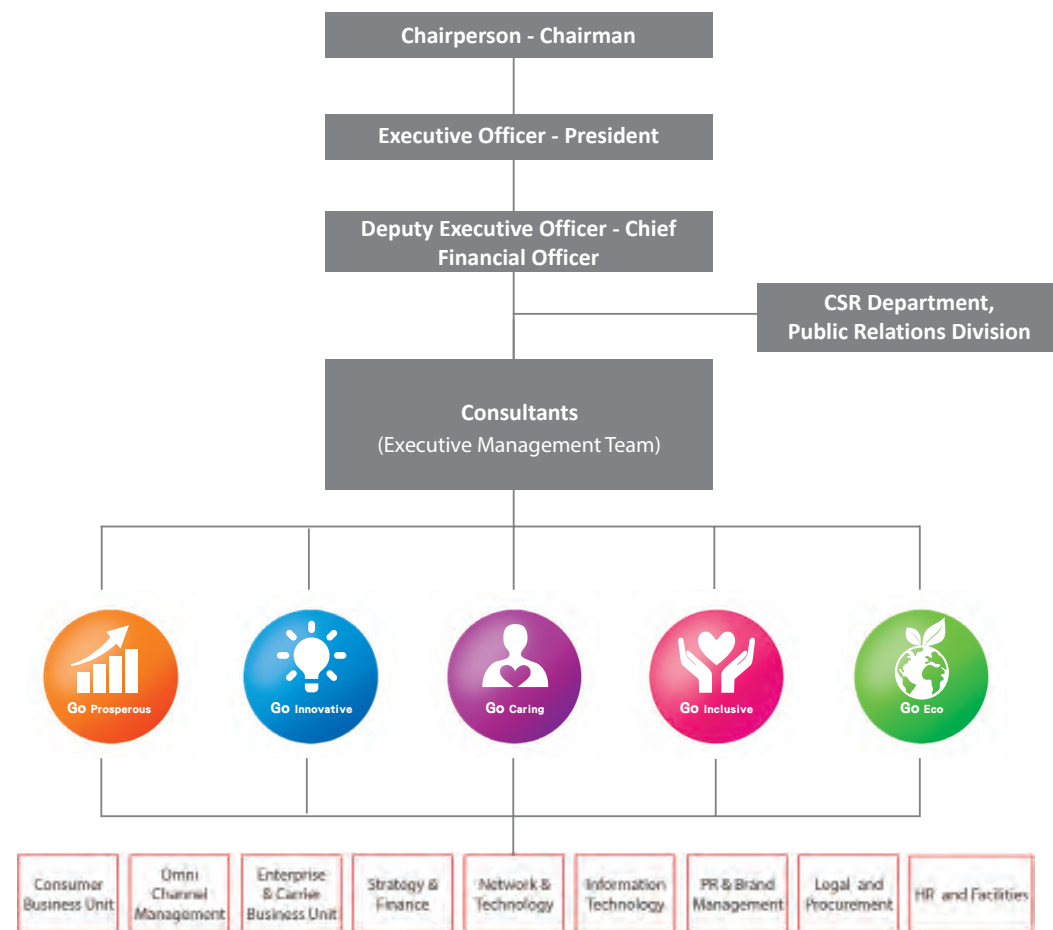 Chairperson - Chairman
Executive Officer - President
Deputy Executive Officer - Chief
Financial Officer
CSR Department,
Public Relations Division
Consultants
(Executive Management Team)
Go Prosperous
Go Innovative
Go Caring
Go Inclusive
Go Eco
Consumer
Business Unit
Omni
Channel
Management
Enterprise
& Carrier
Business Unit
Strategy &
Finance
Network &
Technology
Information
Technology
PR & Brand
Management
Legal and
Procurement
HR and Facilities